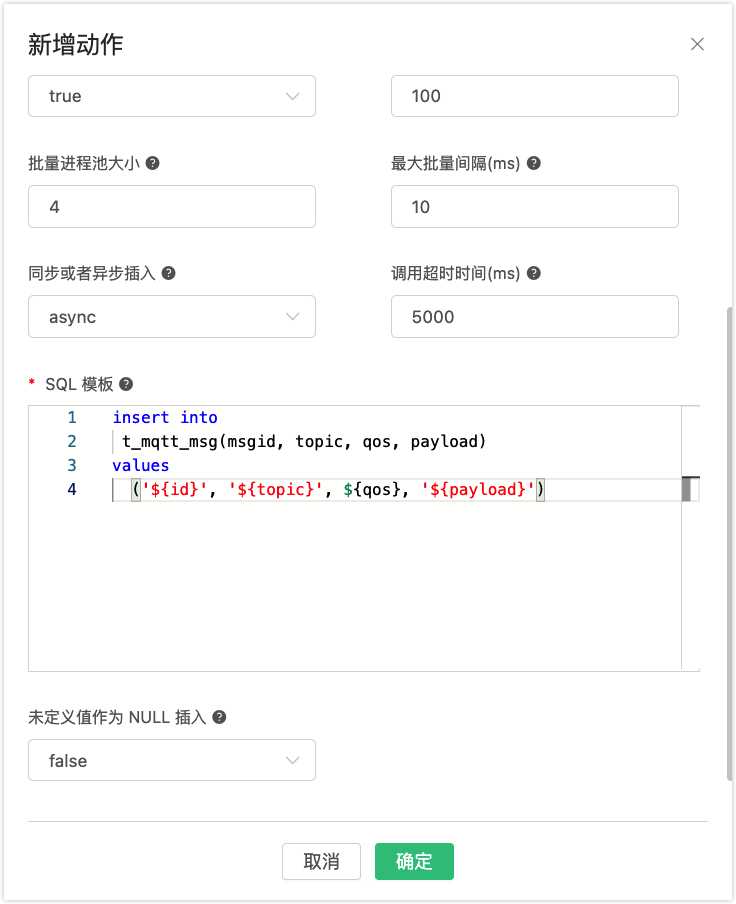 新增动作
true
100
批量进程池大小
最大批量间隔(ms)
4
10
同步或者异步插入
调用超时时间(ms)
async
5000
* SQL 模板
1 insert into
2 t_mqtt_msg(msgid, topic, qos, payload)
3 values
4 ('${id}', '${topic}', ${qos}, '${payload}')
未定义值作为 NULL 插入
false
取消
确定